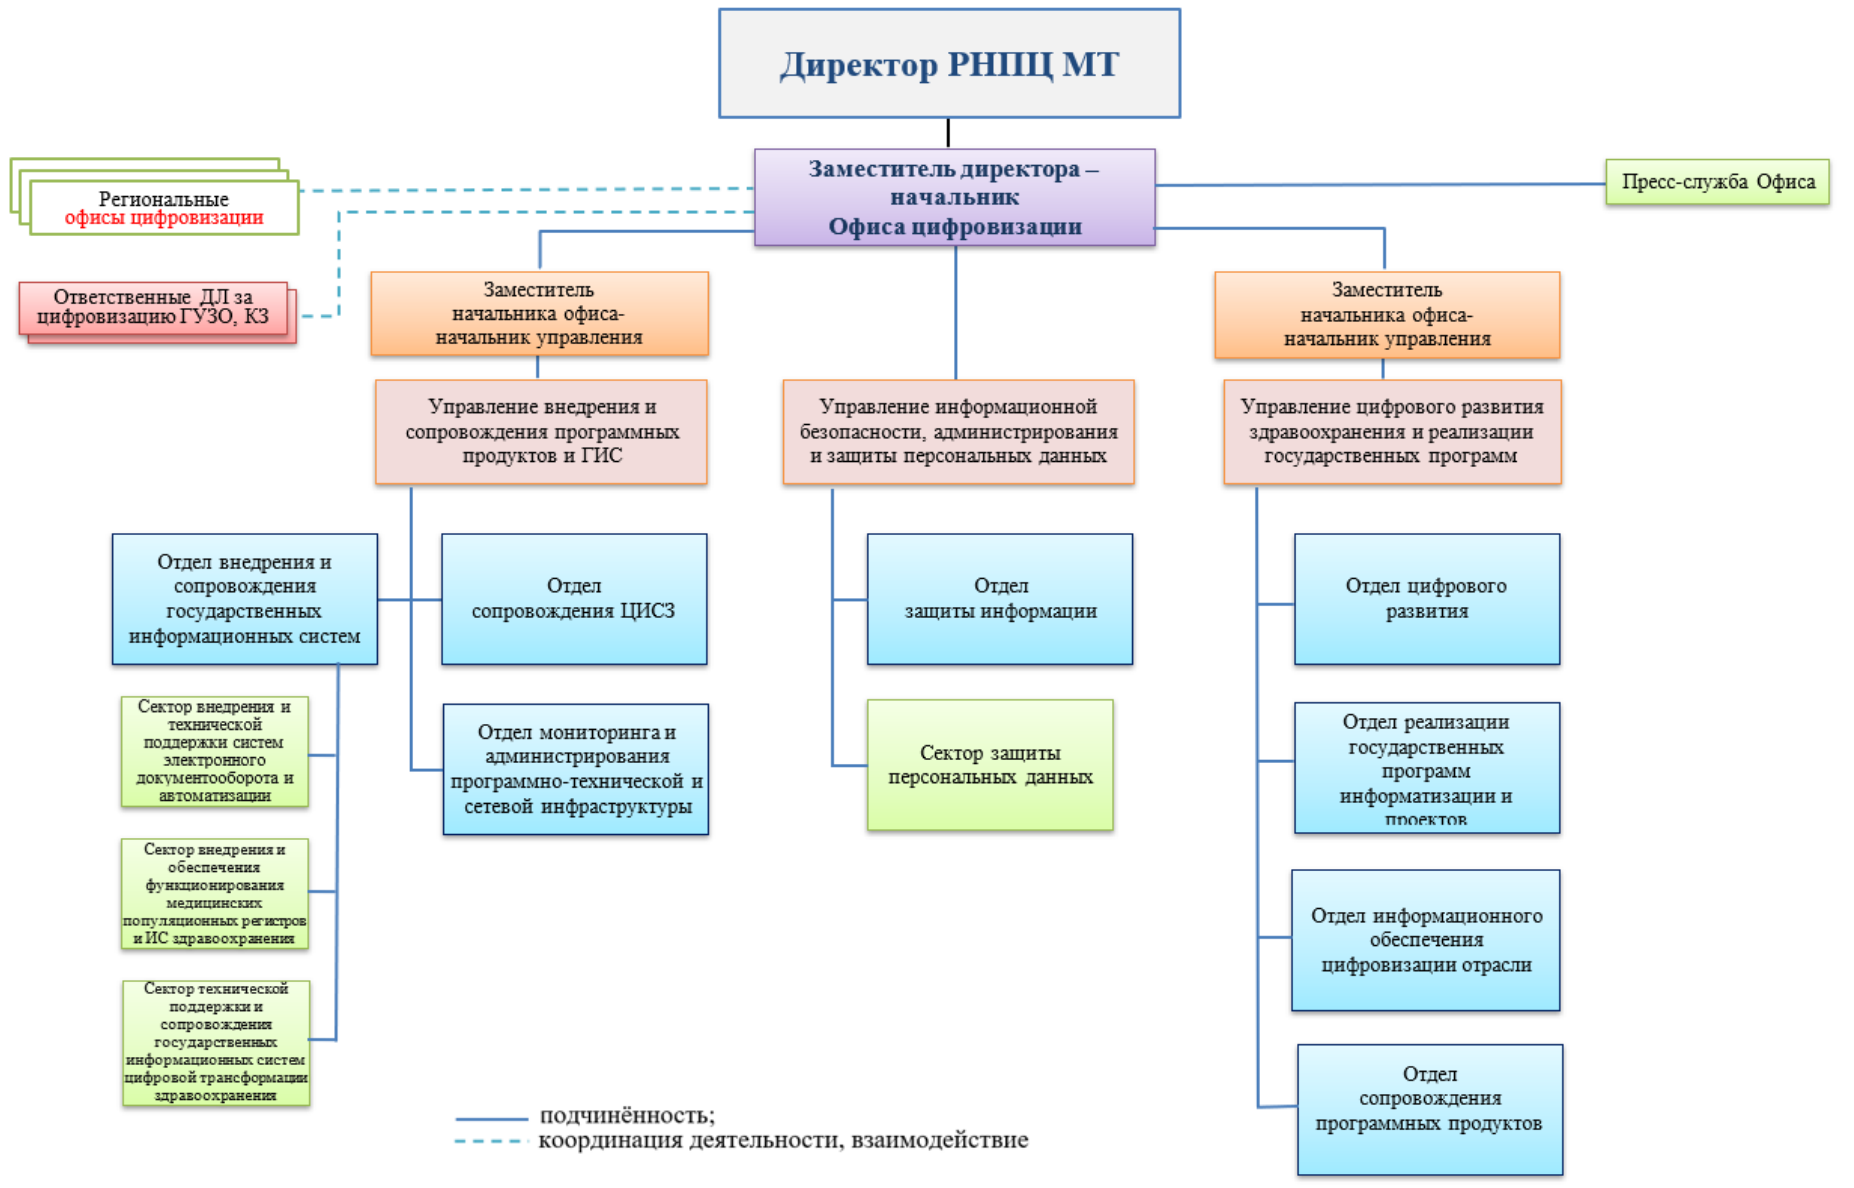 Директор РНПЦ МТ
Заместитель директора –
начальник
Офиса цифровизации
Пресс-служба Офиса
Региональные
офисы цифровизации
Ответственные ДЛ за
цифровизацию ГУЗО, КЗ
Заместитель
начальника офиса-
начальник управления
Заместитель
начальника офиса-
начальник управления
Управление внедрения и
сопровождения программных
продуктов и ГИС
Управление информационной
безопасности, администрирования
и защиты персональных данных
Управление цифрового развития
здравоохранения и реализации
государственных программ
Отдел внедрения и
сопровождения
государственных
информационных систем
Отдел
сопровождения ЦИСЗ
Отдел
защиты информации
Отдел цифрового
развития
Сектор внедрения и
технической
поддержки систем
электронного
документооборота и
автоматизации
Отдел мониторинга и
администрирования
программно-технической и
сетевой инфраструктуры
Сектор защиты
персональных данных
Отдел реализации
государственных
программ
информатизации и
проектов
Сектор внедрения и
обеспечения
функционирования
медицинских
популяционных регистров
и ИС здравоохранения
Отдел информационного
обеспечения
цифровизации отрасли
Сектор технической
поддержки и
сопровождения
государственных
информационных систем
цифровой трансформации
здравоохранения
Отдел
сопровождения
программных продуктов
подчинённость;
координация деятельности, взаимодействие